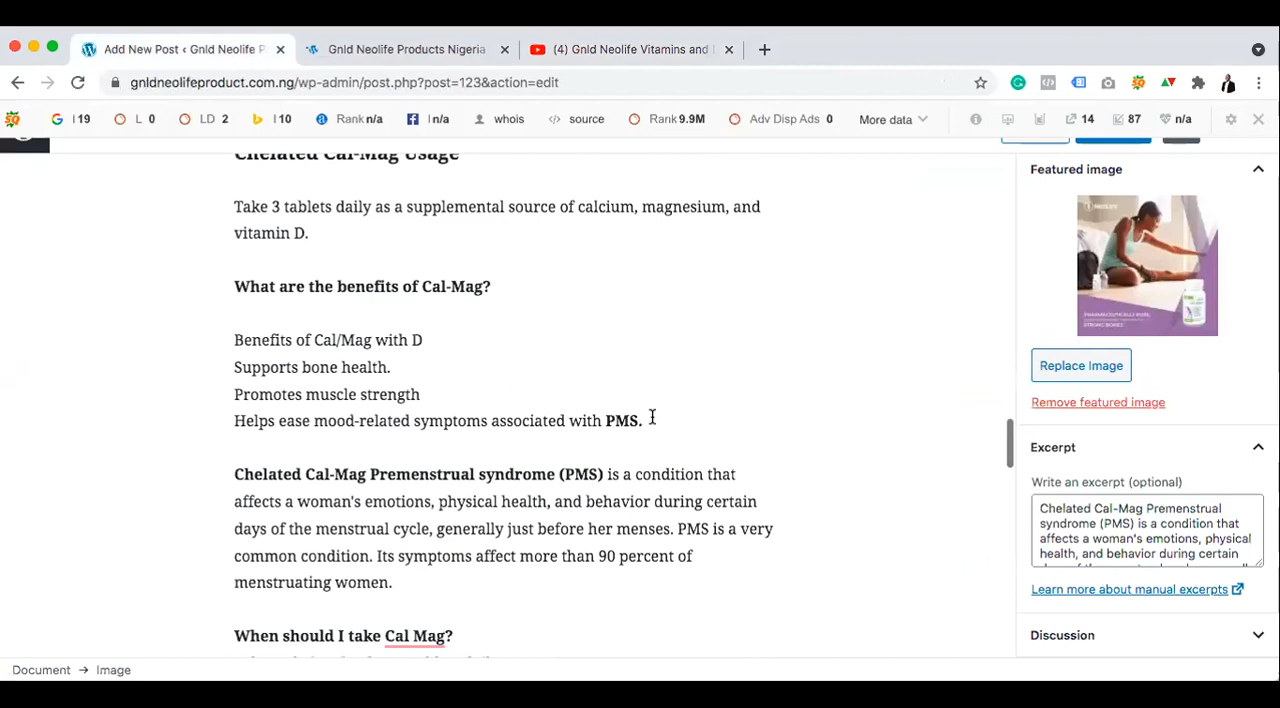 Add New Post ‹ Gnld Neolife P
Gnld Neolife Products Nigeria
(4) Gnld Neolife Vitamins and
gnldneolifeproduct.com.ng/wp-admin/post.php?post=123&action=edit
SQ G I 19 L 0 LD 2 b I 10 a Rank n/a f I n/a whois </> source Rank 9.9M Adv Disp Ads 0 More data 14 87 n/a
Chelated Cal-Mag Usage
Take 3 tablets daily as a supplemental source of calcium, magnesium, and
vitamin D.
What are the benefits of Cal-Mag?
Benefits of Cal/Mag with D
Supports bone health.
Promotes muscle strength
Helps ease mood-related symptoms associated with PMS.
Chelated Cal-Mag Premenstrual syndrome (PMS) is a condition that
affects a woman's emotions, physical health, and behavior during certain
days of the menstrual cycle, generally just before her menses. PMS is a very
common condition. Its symptoms affect more than 90 percent of
menstruating women.
When should I take Cal Mag?
Document → Image
Featured image
STRONG BONES!
Replace Image
Remove featured image
Excerpt
Write an excerpt (optional)
Chelated Cal-Mag Premenstrual
syndrome (PMS) is a condition that
affects a woman's emotions, physical
health, and behavior during certain
Learn more about manual excerpts
Discussion